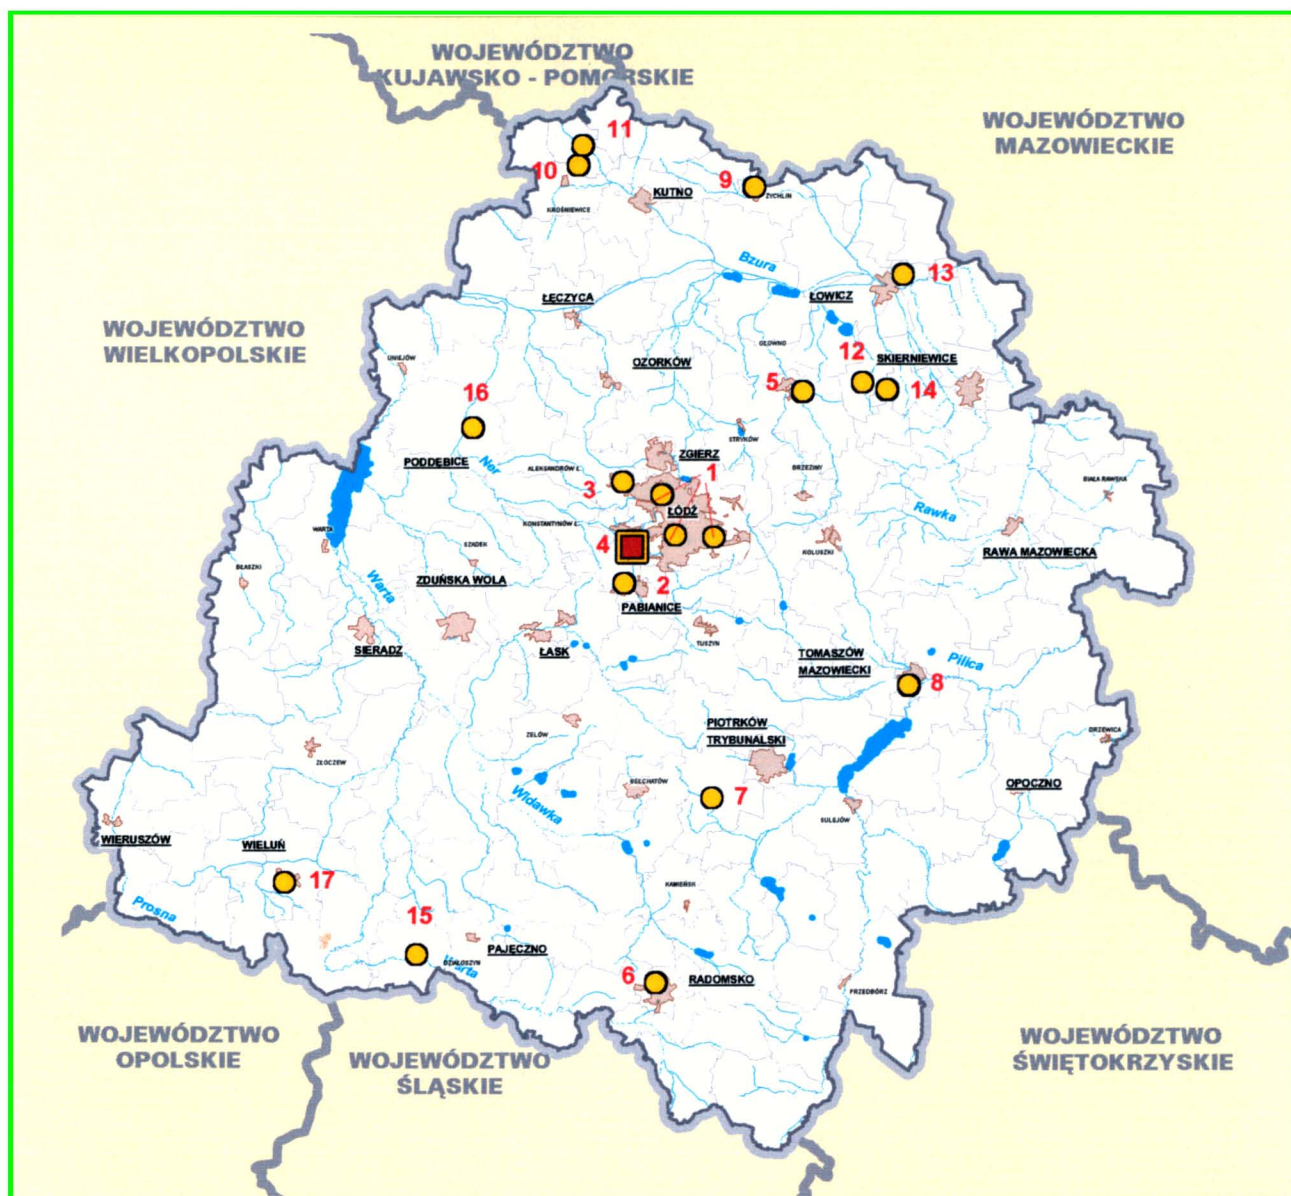 WOJEWÓDZTWO
KUJAWSKO - POMORSKIE
WOJEWÓDZTWO
MAZOWIECKIE
11
10
9
KUTNO
ŻYCHLIN
KROŚNIEWICE
Bzura
13
ŁĘCZYCA
ŁOWICZ
WOJEWÓDZTWO
WIELKOPOLSKIE
GŁOWNO
12
SKIERNIEWICE
UNIEJÓW
OZORKÓW
5
14
16
STRYKÓW
ZGIERZ
PODDĘBICE
Ner
ALEKSANDRÓW Ł.
1
BRZEZINY
BIAŁA RAWSKA
3
ŁÓDŹ
Rawka
WARTA
KONSTANTYNÓW Ł.
4
SZADEK
KOLUSZKI
RAWA MAZOWIECKA
BŁASZKI
Warta
ZDUŃSKA WOLA
2
PABIANICE
SIERADZ
ŁASK
TUSZYN
TOMASZÓW
MAZOWIECKI
Pilica
8
PIOTRKÓW
TRYBUNALSKI
ZELÓW
DRZEWICA
ZŁOCZEW
BEŁCHATÓW
OPOCZNO
7
Widawka
SULEJÓW
WIERUSZÓW
WIELUŃ
17
KAMIEŃSK
Prosna
15
PAJĘCZNO
DZIAŁOSZYN
Warta
6
RADOMSKO
PRZEDBÓRZ
WOJEWÓDZTWO
OPOLSKIE
WOJEWÓDZTWO
ŚLĄSKIE
WOJEWÓDZTWO
ŚWIĘTOKRZYSKIE